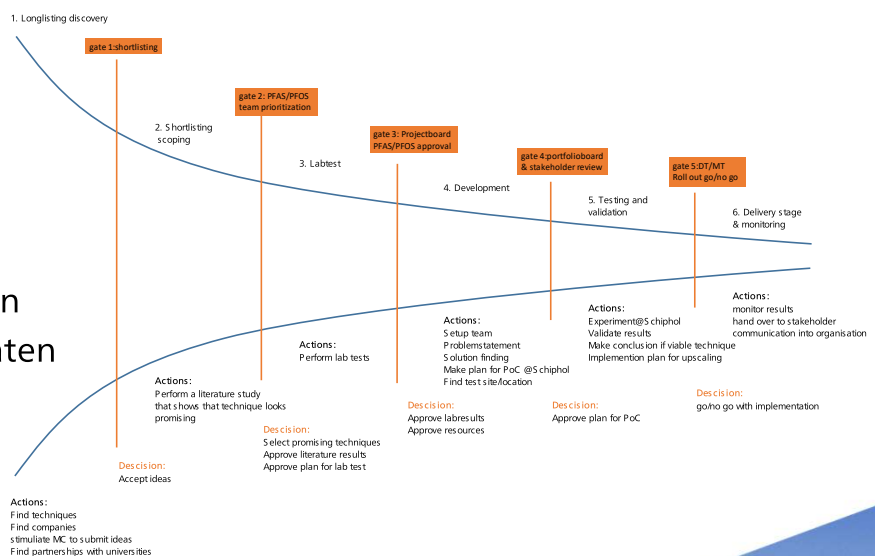 1. Longlisting discovery
gate 1:shortlisting
gate 2: PFAS/PFOS
team prioritization
2. Shortlisting
scoping
gate 3: Projectboard
PFAS/PFOS approval
3. Labtest
gate 4:portfolioboard
& stakeholder review
4. Development
gate 5:DT/MT
Roll out go/no go
5. Testing and
validation
6. Delivery stage
& monitoring
n
aten
Actions:
Find techniques
Find companies
stimuliate MC to submit ideas
Find partnerships with universities
Descision:
Accept ideas
Actions:
Perform a literature study
that shows that technique looks
promising
Descision:
Select promising techniques
Approve literature results
Approve plan for lab test
Actions:
Perform lab tests
Descision:
Approve labresults
Approve resources
Actions:
Setup team
Problemstatement
Solution finding
Make plan for PoC @Schiphol
Find test site/location
Descision:
Approve plan for PoC
Actions:
Experiment@Schiphol
Validate results
Make conclusion if viable technique
Implemention plan for upscaling
Descision:
go/no go with implementation
Actions:
monitor results
hand over to stakeholder
communication into organisation